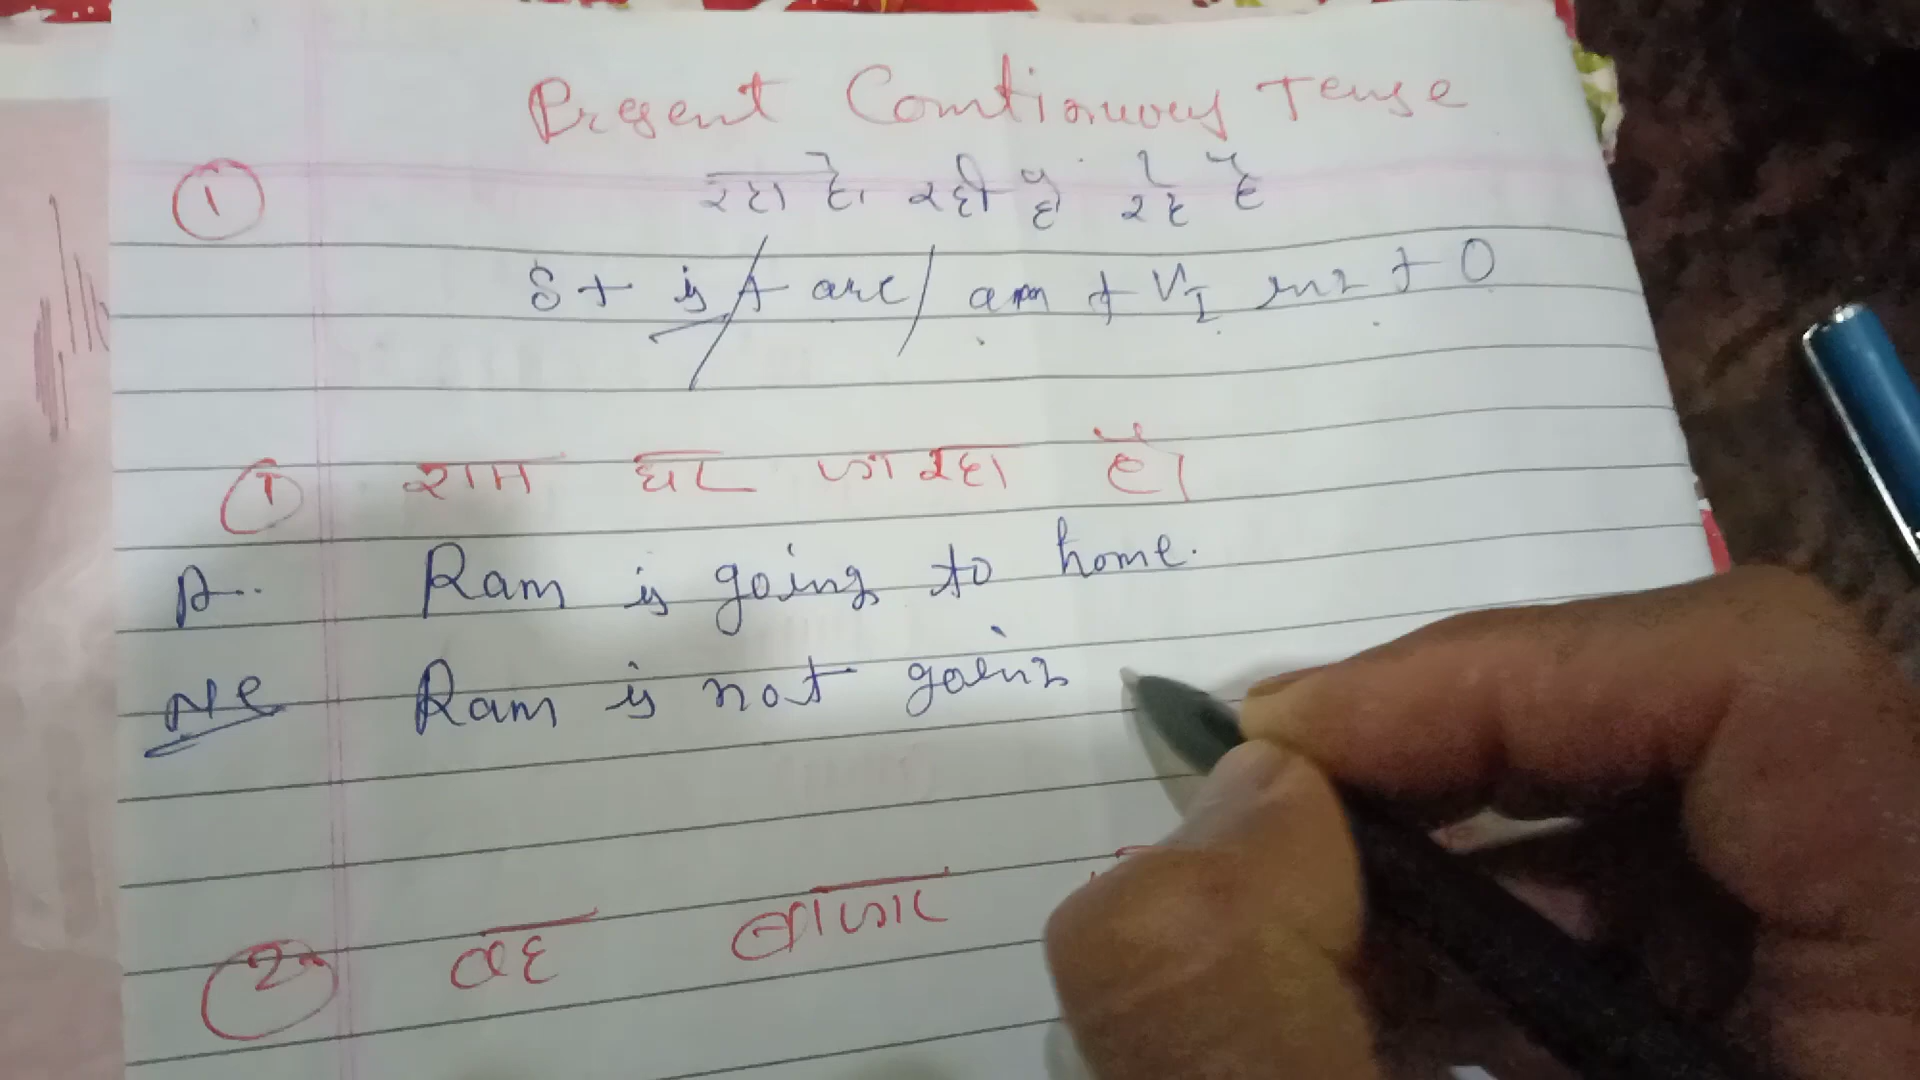 Present Continuous Tense
① रहा है, रही है रहे है
S + is / are / am + V1 ing + O
① राम घर जा रहा है।
A.. Ram is going to home.
Ne Ram is not going
② वह बाजार